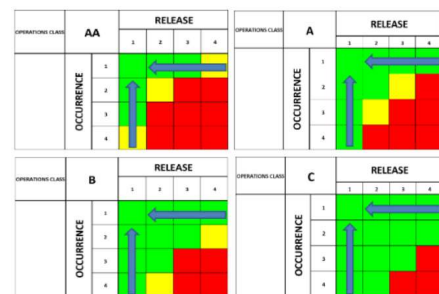 RELEASE
OPERATIONS CLASS AA
1 2 3 4
OCCURRENCE
1
2
3
4
RELEASE
OPERATIONS CLASS A
1 2 3 4
OCCURRENCE
1
2
3
4
RELEASE
OPERATIONS CLASS B
1 2 3 4
OCCURRENCE
1
2
3
4
RELEASE
OPERATIONS CLASS C
1 2 3 4
OCCURRENCE
1
2
3
4